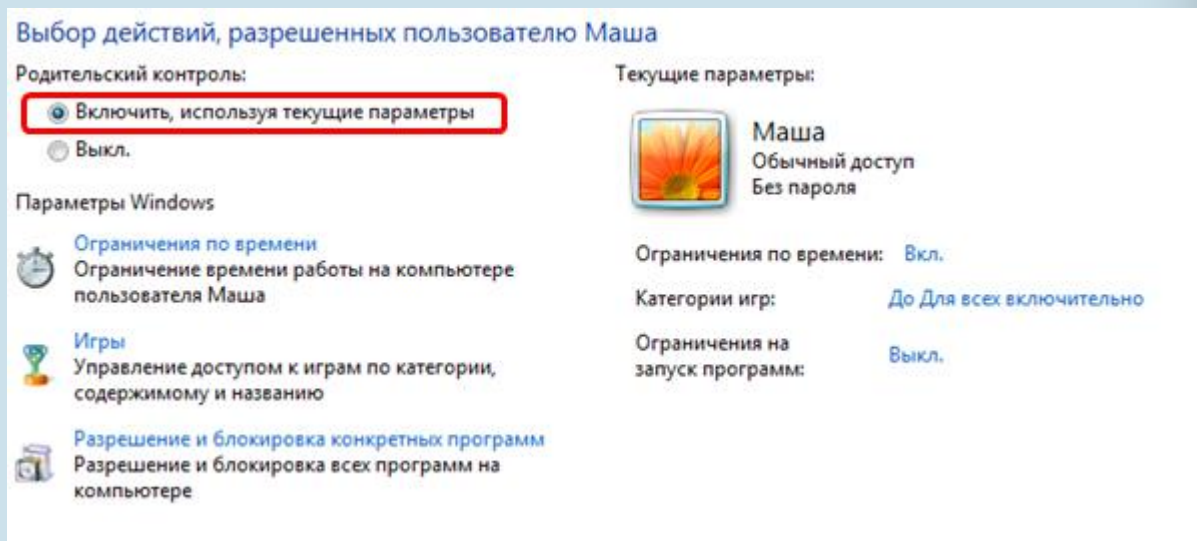 Выбор действий, разрешенных пользователю Маша
Родительский контроль:
Включить, используя текущие параметры
Выкл.
Параметры Windows
Ограничения по времени
Ограничение времени работы на компьютере
пользователя Маша
Игры
Управление доступом к играм по категории,
содержимому и названию
Разрешение и блокировка конкретных программ
Разрешение и блокировка всех программ на
компьютере
Текущие параметры:
Маша
Обычный доступ
Без пароля
Ограничения по времени: Вкл.
Категории игр: До Для всех включительно
Ограничения на
запуск программ: Выкл.